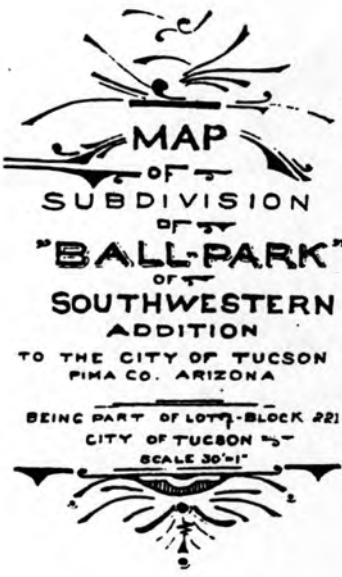 MAP
OF
SUBDIVISION
OF
"BALL-PARK"
OF
SOUTHWESTERN
ADDITION
TO THE CITY OF TUCSON
PIMA CO. ARIZONA
BEING PART OF LOT BLOCK 221
CITY OF TUCSON
SCALE 30'=1"